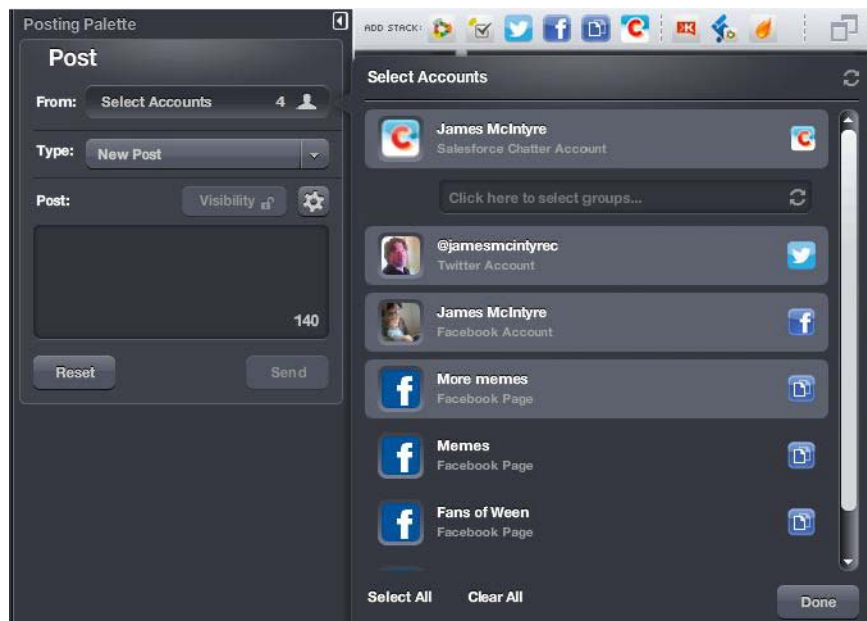 Posting Palette
Post
From: Select Accounts 4
Type: New Post
Post: Visibility
140
Reset Send
ADD STACK:
Select Accounts
James McIntyre
Salesforce Chatter Account
Click here to select groups...
@jamesmcintyrec
Twitter Account
James McIntyre
Facebook Account
More memes
Facebook Page
Memes
Facebook Page
Fans of Ween
Facebook Page
Select All Clear All Done